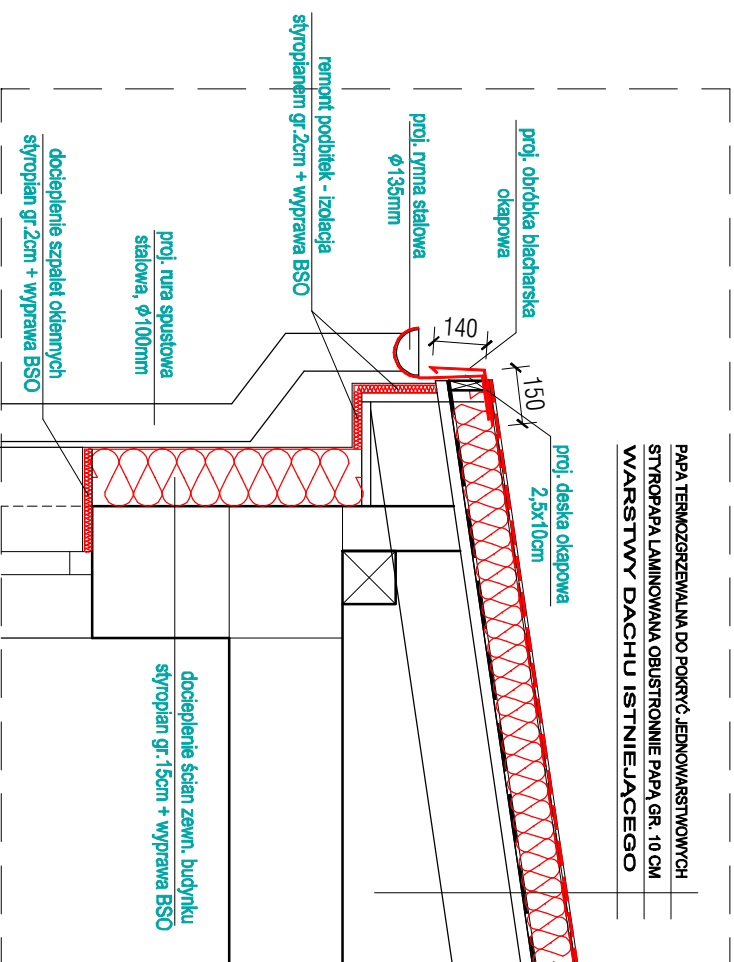 PAPA TERMOZGRZEWALNA DO POKRYĆ JEDNOWARSTWOWYCH
STYROPAPA LAMINOWANA OBUSTRONNIE PAPĄ GR. 10 CM
WARSTWY DACHU ISTNIEJĄCEGO
proj. obróbka blacharska
okapowa
proj. rynna stalowa
ϕ135mm
remont podbitek - izolacja
styropianem gr.2cm + wyprawa BSO
proj. rura spustowa
stalowa, ϕ100mm
docieplenie szpalet okiennych
styropian gr.2cm + wyprawa BSO
140
150
proj. deska okapowa
2,5x10cm
docieplenie ścian zewn. budynku
styropian gr.15cm + wyprawa BSO